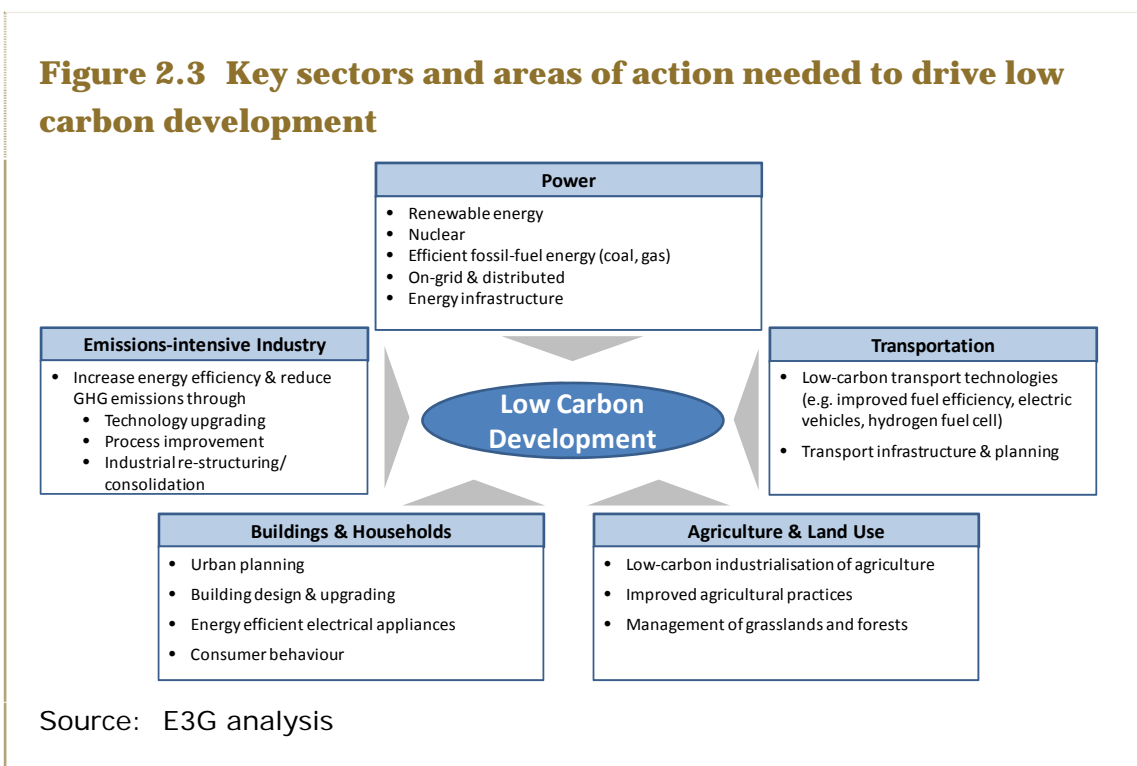 Figure 2.3 Key sectors and areas of action needed to drive low
carbon development
Power
• Renewable energy
• Nuclear
• Efficient fossil-fuel energy (coal, gas)
• On-grid & distributed
• Energy infrastructure
Emissions-intensive Industry
• Increase energy efficiency & reduce
GHG emissions through
• Technology upgrading
• Process improvement
• Industrial re-structuring/
consolidation
Low Carbon
Development
Transportation
• Low-carbon transport technologies
(e.g. improved fuel efficiency, electric
vehicles, hydrogen fuel cell)
• Transport infrastructure & planning
Buildings & Households
• Urban planning
• Building design & upgrading
• Energy efficient electrical appliances
• Consumer behaviour
Agriculture & Land Use
• Low-carbon industrialisation of agriculture
• Improved agricultural practices
• Management of grasslands and forests
Source: E3G analysis